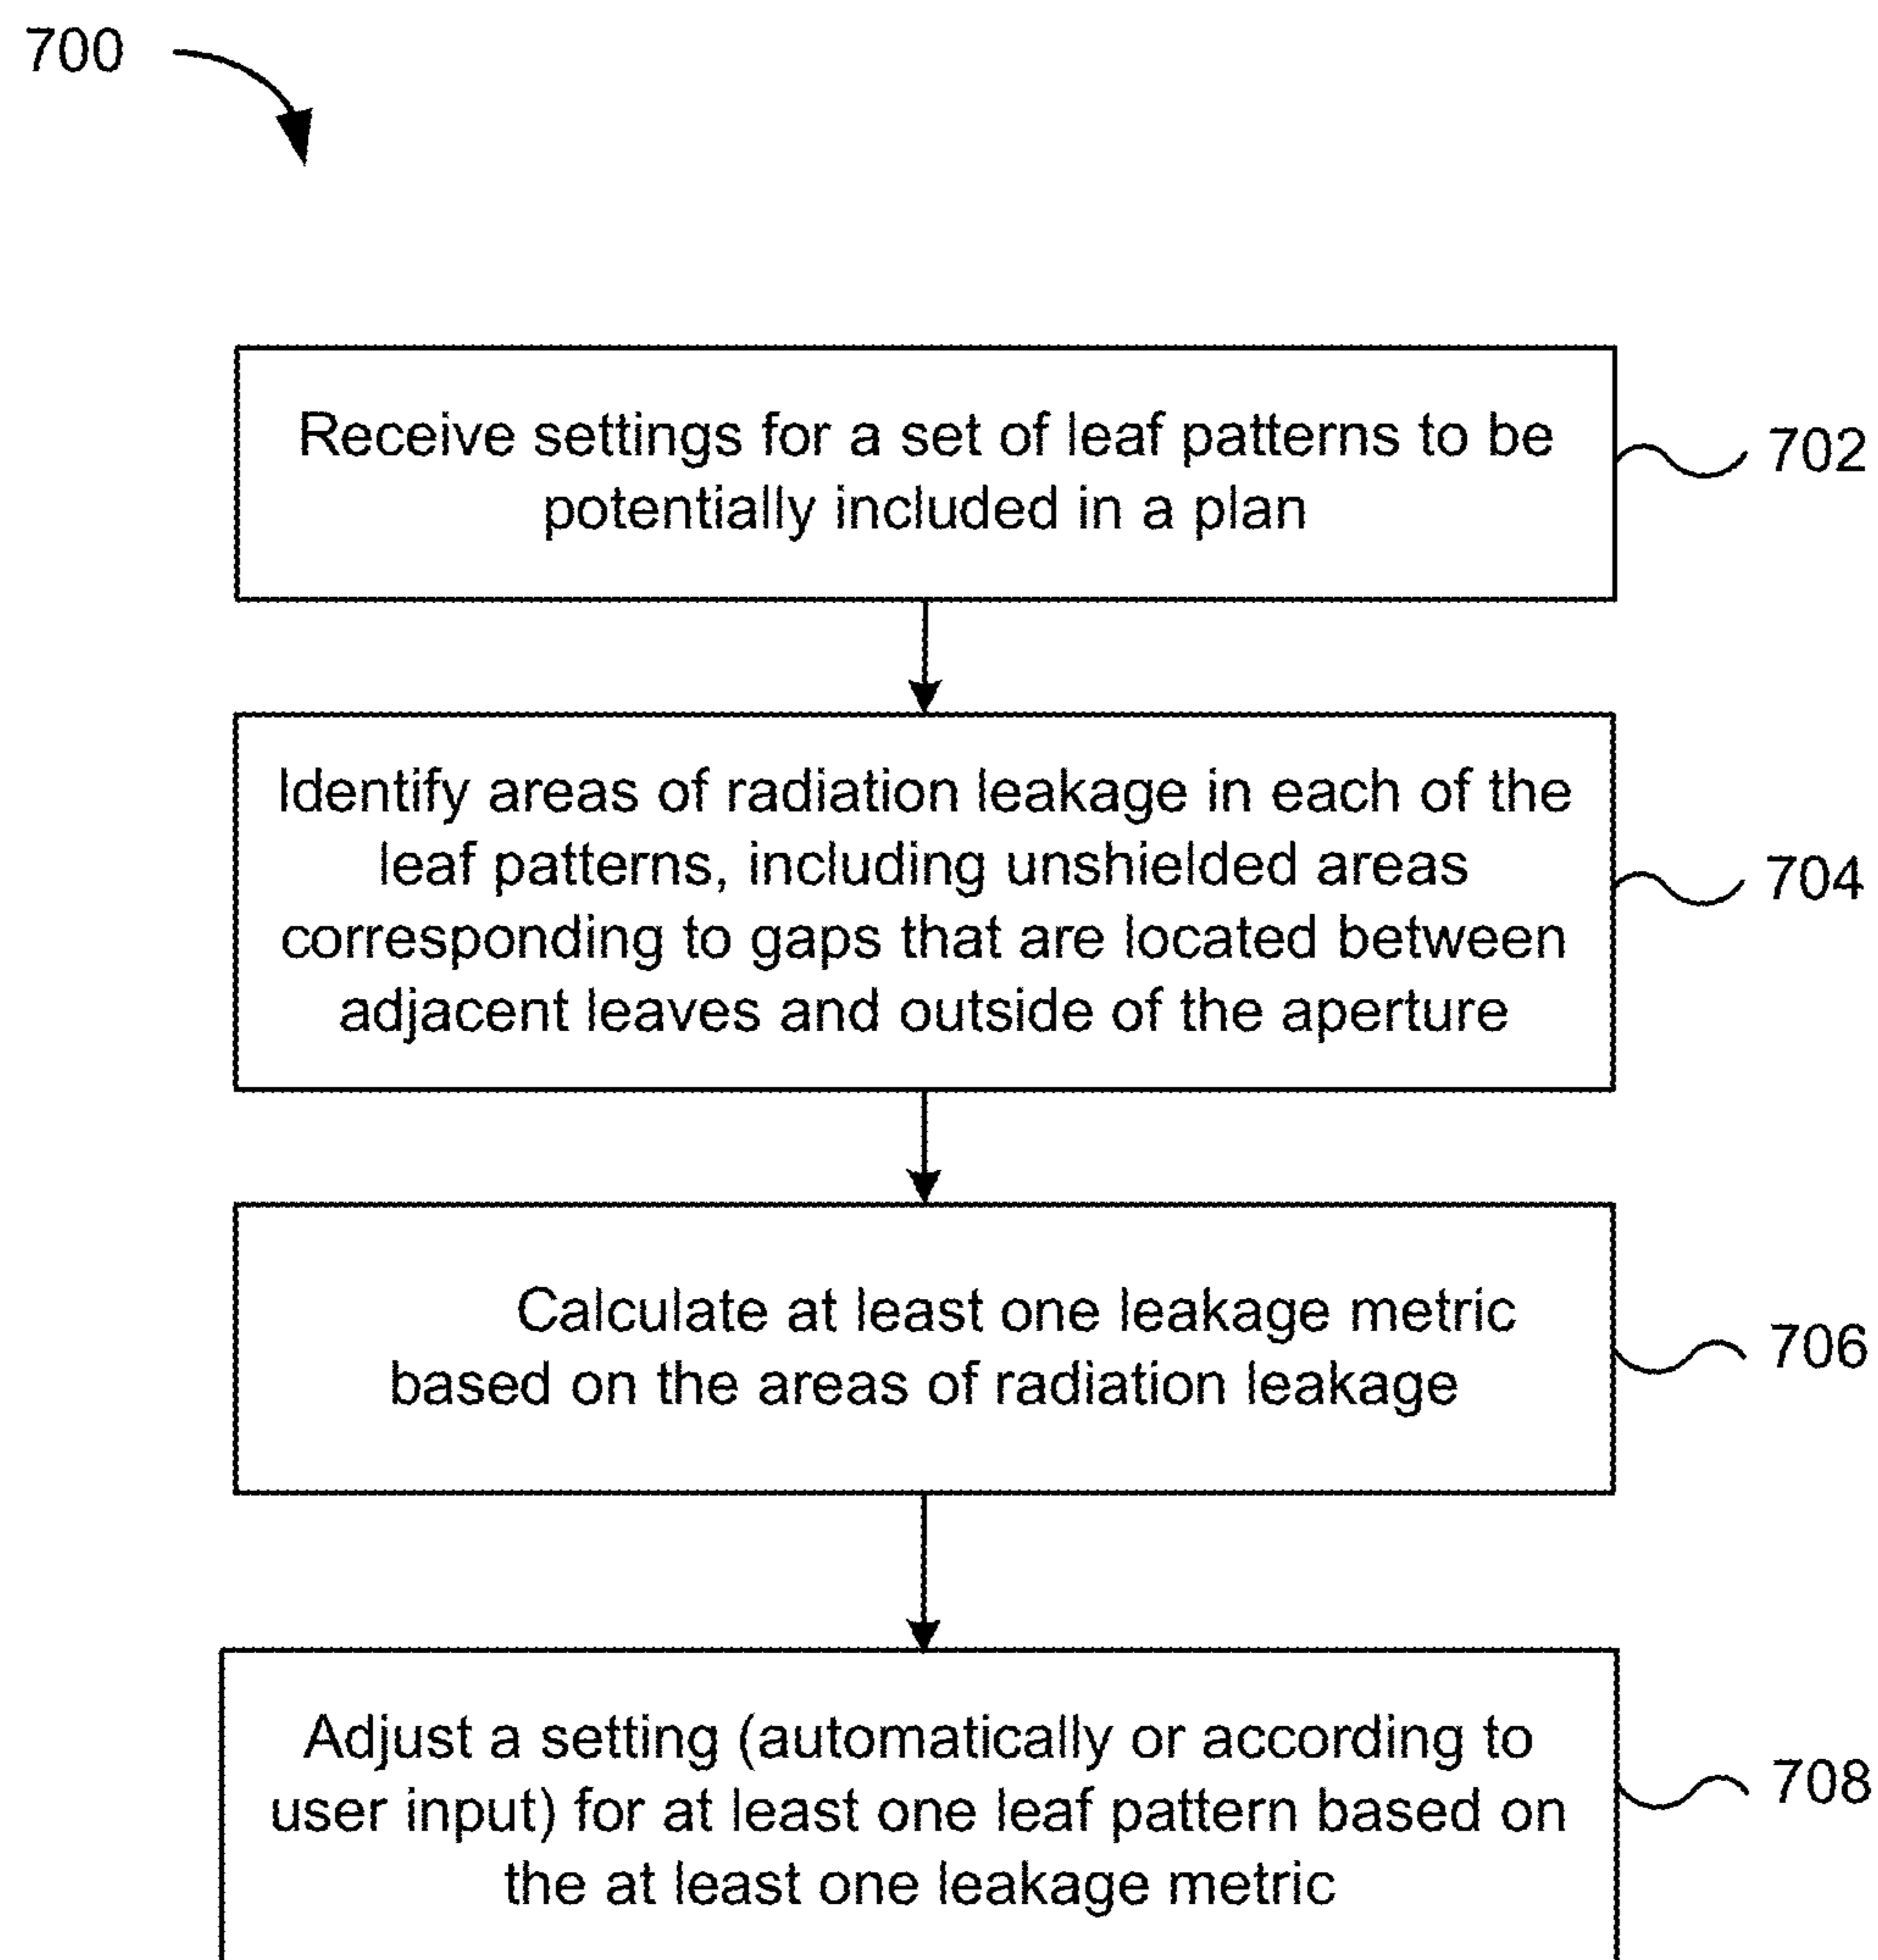 700
Receive settings for a set of leaf patterns to be
potentially included in a plan
702
Identify areas of radiation leakage in each of the
leaf patterns, including unshielded areas
corresponding to gaps that are located between
adjacent leaves and outside of the aperture
704
Calculate at least one leakage metric
based on the areas of radiation leakage
706
Adjust a setting (automatically or according to
user input) for at least one leaf pattern based on
the at least one leakage metric
708